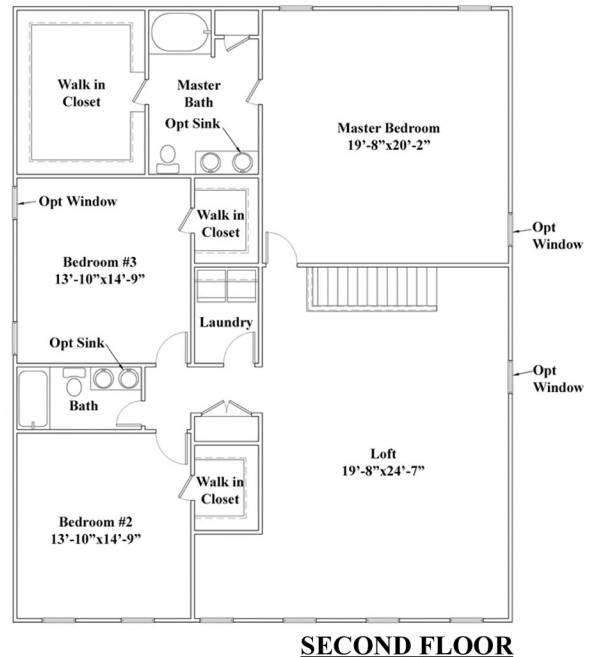 Walk in
Closet
Master
Bath
Opt Sink
Master Bedroom
19'-8"x20'-2"
Opt Window
Walk in
Closet
Opt
Window
Bedroom #3
13'-10"x14'-9"
Laundry
Opt Sink
Bath
Opt
Window
Loft
19'-8"x24'-7"
Walk in
Closet
Bedroom #2
13'-10"x14'-9"
SECOND FLOOR